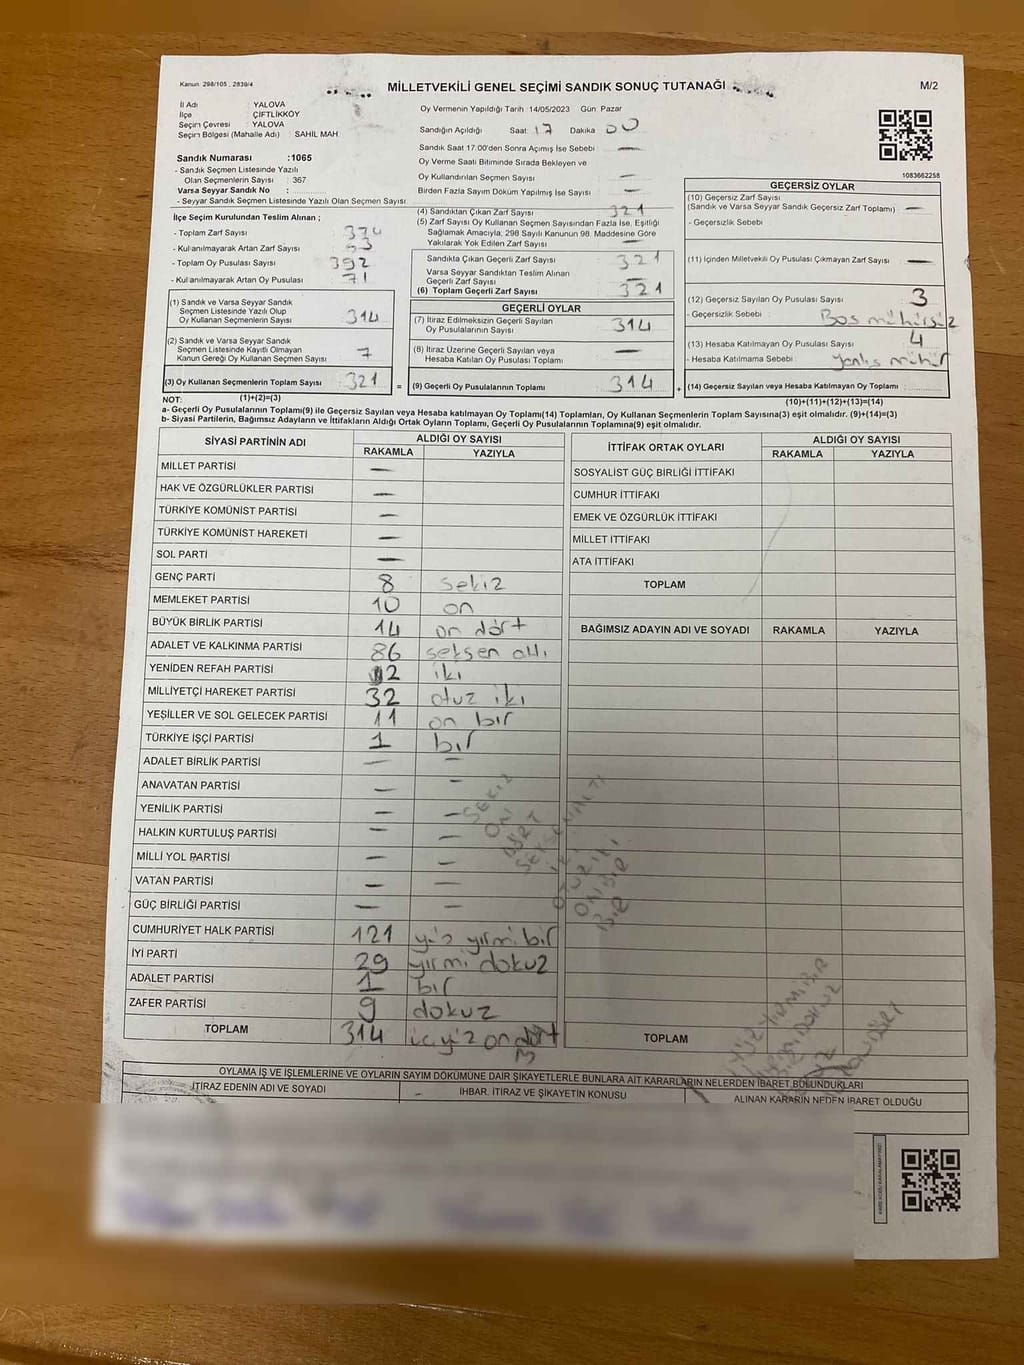 Kanun: 298/105 , 2839/4
MİLLETVEKİLİ GENEL SEÇİMİ SANDIK SONUÇ TUTANAĞI
M/2
İl Adı : YALOVA
İlçe : ÇİFTLİKKÖY
Seçim Çevresi : YALOVA
Seçim Bölgesi (Mahalle Adı) : SAHİL MAH
Oy Vermenin Yapıldığı Tarih :14/05/2023 Gün: Pazar
Sandığın Açıldığı Saat: 17 Dakika 00
Sandık Saat 17:00'den Sonra Açılmış İse Sebebi : —
Oy Verme Saati Bitiminde Sırada Bekleyen ve
Oy Kullandırılan Seçmen Sayısı : —
Birden Fazla Sayım Döküm Yapılmış İse Sayısı : —
Sandık Numarası :1065
- Sandık Seçmen Listesinde Yazılı
Olan Seçmenlerin Sayısı : 367
Varsa Seyyar Sandık No :
- Seyyar Sandık Seçmen Listesinde Yazılı Olan Seçmen Sayısı
İlçe Seçim Kurulundan Teslim Alınan ;
- Toplam Zarf Sayısı : 374
- Kullanılmayarak Artan Zarf Sayısı : 53
- Toplam Oy Pusulası Sayısı : 392
- Kullanılmayarak Artan Oy Pusulası : 71
(1) Sandık ve Varsa Seyyar Sandık
Seçmen Listesinde Yazılı Olup
Oy Kullanan Seçmenlerin Sayısı : 314
(2) Sandık ve Varsa Seyyar Sandık
Seçmen Listesinde Kayıtlı Olmayan
Kanun Gereği Oy Kullanan Seçmen Sayısı : 7
(3) Oy Kullanan Seçmenlerin Toplam Sayısı : 321
(4) Sandıktan Çıkan Zarf Sayısı : 321
(5) Zarf Sayısı Oy Kullanan Seçmen Sayısından Fazla İse, Eşitliği
Sağlamak Amacıyla; 298 Sayılı Kanunun 98. Maddesine Göre
Yakılarak Yok Edilen Zarf Sayısı : —
Sandıkta Çıkan Geçerli Zarf Sayısı : 321
Varsa Seyyar Sandıktan Teslim Alınan
Geçerli Zarf Sayısı : —
(6) Toplam Geçerli Zarf Sayısı : 321
GEÇERLİ OYLAR
(7) İtiraz Edilmeksizin Geçerli Sayılan
Oy Pusulalarının Sayısı : 314
(8) İtiraz Üzerine Geçerli Sayılan veya
Hesaba Katılan Oy Pusulası Toplamı : —
= (9) Geçerli Oy Pusulalarının Toplamı : 314 +
1083662258
GEÇERSİZ OYLAR
(10) Geçersiz Zarf Sayısı
(Sandık ve Varsa Seyyar Sandık Geçersiz Zarf Toplamı) : —
- Geçersizlik Sebebi :
(11) İçinden Milletvekili Oy Pusulası Çıkmayan Zarf Sayısı : —
(12) Geçersiz Sayılan Oy Pusulası Sayısı : 3
- Geçersizlik Sebebi : Boş mühürsüz
(13) Hesaba Katılmayan Oy Pusulası Sayısı : 4
- Hesaba Katılmama Sebebi : yanlış mühür
(14) Geçersiz Sayılan veya Hesaba Katılmayan Oy Toplamı :
NOT: (1)+(2)=(3)
(10)+(11)+(12)+(13)=(14)
a- Geçerli Oy Pusulalarının Toplamı(9) ile Geçersiz Sayılan veya Hesaba katılmayan Oy Toplamı(14) Toplamları, Oy Kullanan Seçmenlerin Toplam Sayısına(3) eşit olmalıdır. (9)+(14)=(3)
b- Siyasi Partilerin, Bağımsız Adayların ve İttifakların Aldığı Ortak Oyların Toplamı, Geçerli Oy Pusulalarının Toplamına(9) eşit olmalıdır.
SİYASİ PARTİNİN ADI ALDIĞI OY SAYISI
RAKAMLA YAZIYLA
MİLLET PARTİSİ —
HAK VE ÖZGÜRLÜKLER PARTİSİ —
TÜRKİYE KOMÜNİST PARTİSİ —
TÜRKİYE KOMÜNİST HAREKETİ —
SOL PARTİ —
GENÇ PARTİ 8 sekiz
MEMLEKET PARTİSİ 10 on
BÜYÜK BİRLİK PARTİSİ 14 on dört
ADALET VE KALKINMA PARTİSİ 86 seksen altı
YENİDEN REFAH PARTİSİ 2 iki
MİLLİYETÇİ HAREKET PARTİSİ 32 otuz iki
YEŞİLLER VE SOL GELECEK PARTİSİ 11 on bir
TÜRKİYE İŞÇİ PARTİSİ 1 bir
ADALET BİRLİK PARTİSİ — —
ANAVATAN PARTİSİ — —
YENİLİK PARTİSİ — —
HALKIN KURTULUŞ PARTİSİ — —
MİLLİ YOL PARTİSİ — —
VATAN PARTİSİ — —
GÜÇ BİRLİĞİ PARTİSİ — —
CUMHURİYET HALK PARTİSİ 121 yüz yirmi bir
İYİ PARTİ 29 yirmi dokuz
ADALET PARTİSİ 1 bir
ZAFER PARTİSİ 9 dokuz
TOPLAM 314 üç yüz on dört
SEKİZ
ON
DÖRT
SEKSENALTI
İKİ
OTUZİKİ
ONBİR
BİR
İTTİFAK ORTAK OYLARI ALDIĞI OY SAYISI
RAKAMLA YAZIYLA
SOSYALİST GÜÇ BİRLİĞİ İTTİFAKI
CUMHUR İTTİFAKI
EMEK VE ÖZGÜRLÜK İTTİFAKI
MİLLET İTTİFAKI
ATA İTTİFAKI
TOPLAM
BAĞIMSIZ ADAYIN ADI VE SOYADI RAKAMLA YAZIYLA
YÜZYİRMİBİR
YİRMİDOKUZ
TOPLAM
OYLAMA İŞ VE İŞLEMLERİNE VE OYLARIN SAYIM DÖKÜMÜNE DAİR ŞİKAYETLERLE BUNLARA AİT KARARLARIN NELERDEN İBARET BULUNDUKLARI
İTİRAZ EDENİN ADI VE SOYADI İHBAR, İTİRAZ VE ŞİKAYETİN KONUSU ALINAN KARARIN NEDEN İBARET OLDUĞU